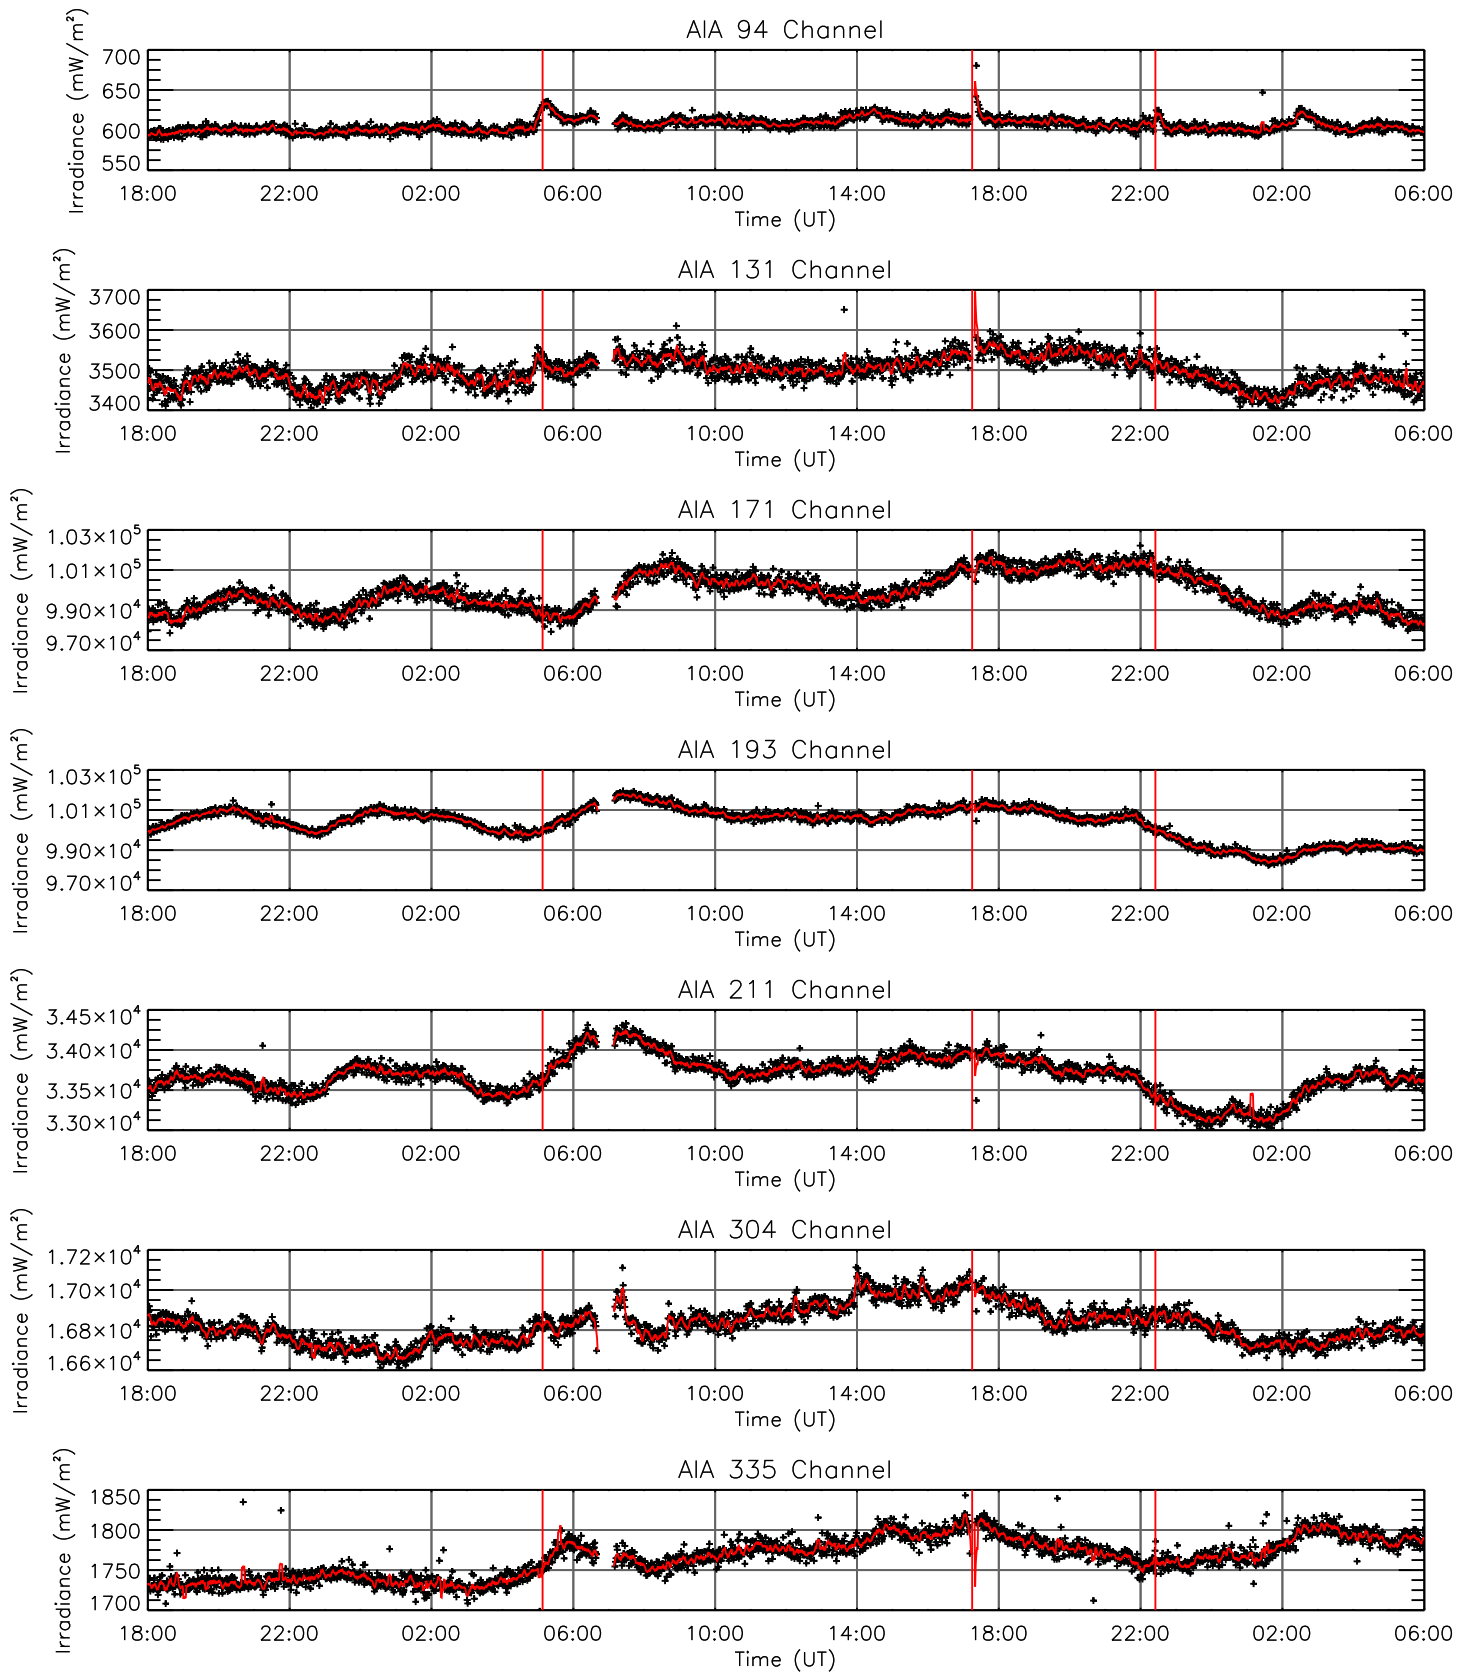 AIA 94 Channel
Irradiance (mW/m²)
700
650
600
550
18:00 22:00 02:00 06:00 10:00 14:00 18:00 22:00 02:00 06:00
Time (UT)
AIA 131 Channel
Irradiance (mW/m²)
3700
3600
3500
3400
18:00 22:00 02:00 06:00 10:00 14:00 18:00 22:00 02:00 06:00
Time (UT)
AIA 171 Channel
Irradiance (mW/m²)
1.03×10⁵
1.01×10⁵
9.90×10⁴
9.70×10⁴
18:00 22:00 02:00 06:00 10:00 14:00 18:00 22:00 02:00 06:00
Time (UT)
AIA 193 Channel
Irradiance (mW/m²)
1.03×10⁵
1.01×10⁵
9.90×10⁴
9.70×10⁴
18:00 22:00 02:00 06:00 10:00 14:00 18:00 22:00 02:00 06:00
Time (UT)
AIA 211 Channel
Irradiance (mW/m²)
3.45×10⁴
3.40×10⁴
3.35×10⁴
3.30×10⁴
18:00 22:00 02:00 06:00 10:00 14:00 18:00 22:00 02:00 06:00
Time (UT)
AIA 304 Channel
Irradiance (mW/m²)
1.72×10⁴
1.70×10⁴
1.68×10⁴
1.66×10⁴
18:00 22:00 02:00 06:00 10:00 14:00 18:00 22:00 02:00 06:00
Time (UT)
AIA 335 Channel
Irradiance (mW/m²)
1850
1800
1750
1700
18:00 22:00 02:00 06:00 10:00 14:00 18:00 22:00 02:00 06:00
Time (UT)